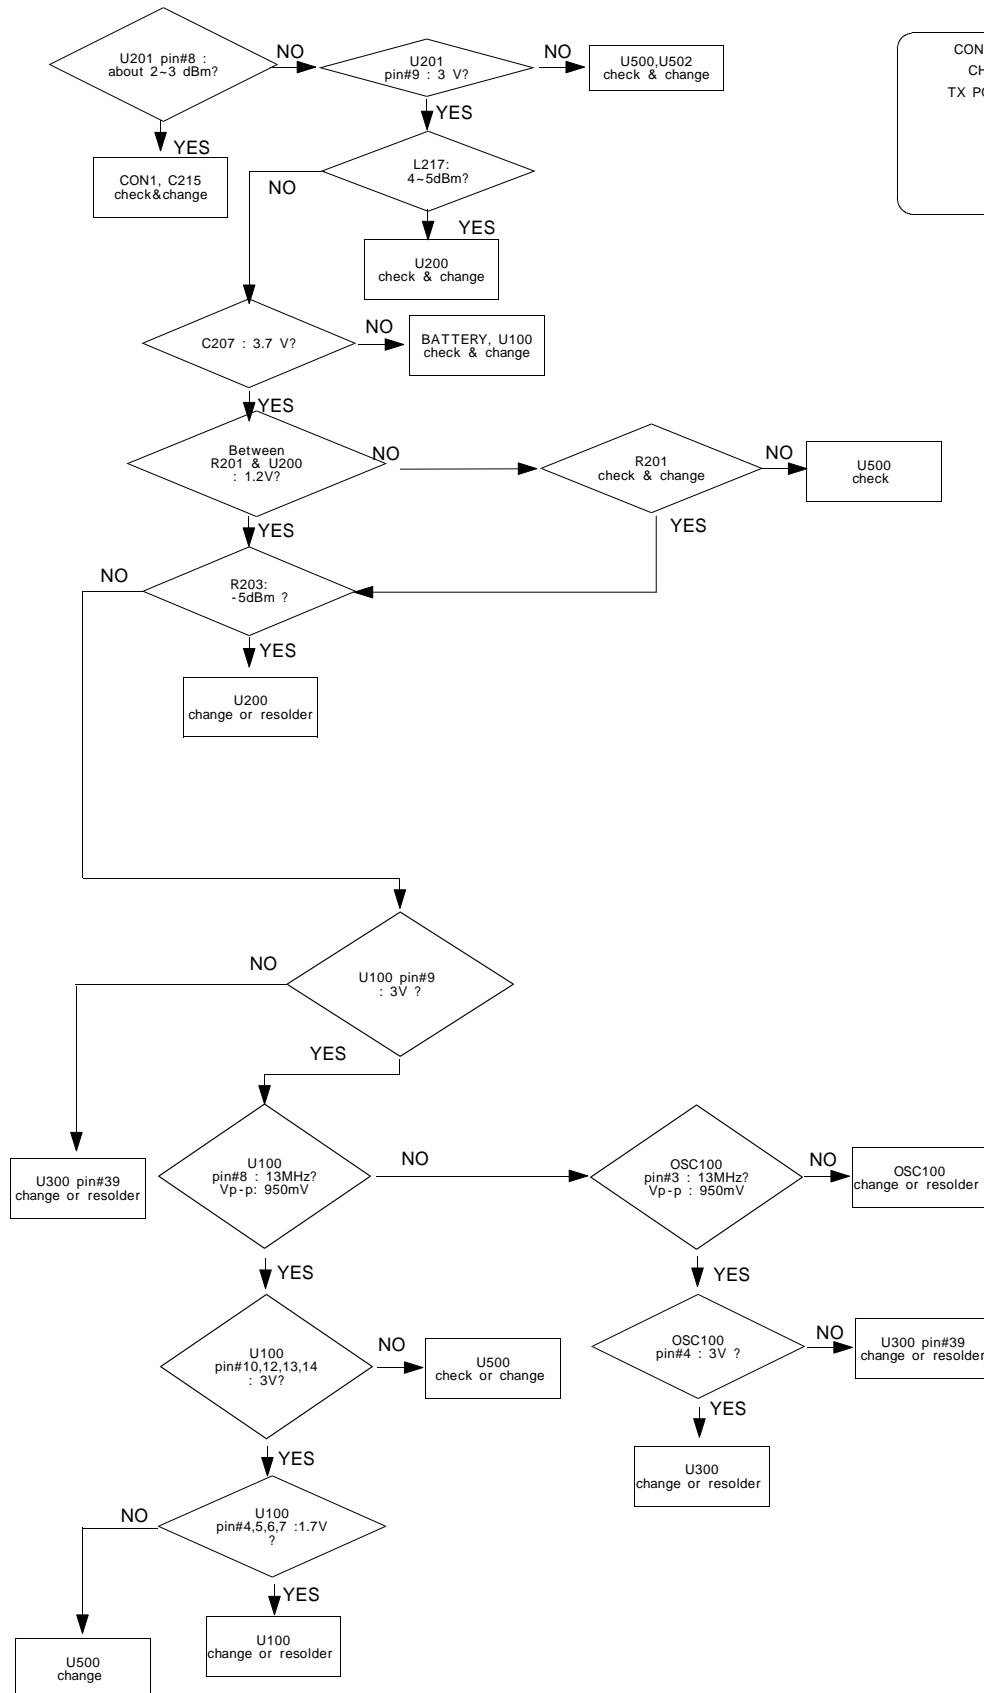 U201 pin#8 :
about 2~3 dBm?
NO
U201
pin#9 : 3 V?
NO
U500,U502
check & change
YES
CON1, C215
check&change
YES
L217:
4~5dBm?
NO
YES
U200
check & change
C207 : 3.7 V?
NO
BATTERY, U100
check & change
YES
Between
R201 & U200
: 1.2V?
NO
R201
check & change
NO
U500
check
YES
YES
R203:
-5dBm ?
NO
YES
U200
change or resolder
U100 pin#9
: 3V ?
NO
YES
U300 pin#39
change or resolder
U100
pin#8 : 13MHz?
Vp-p: 950mV
NO
OSC100
pin#3 : 13MHz?
Vp-p : 950mV
NO
OSC100
change or resolder
YES
YES
U100
pin#10,12,13,14
: 3V?
NO
U500
check or change
OSC100
pin#4 : 3V ?
NO
U300 pin#39
change or resolder
YES
U300
change or resolder
YES
U100
pin#4,5,6,7 :1.7V
?
NO
YES
U500
change
U100
change or resolder
CON
CH
TX